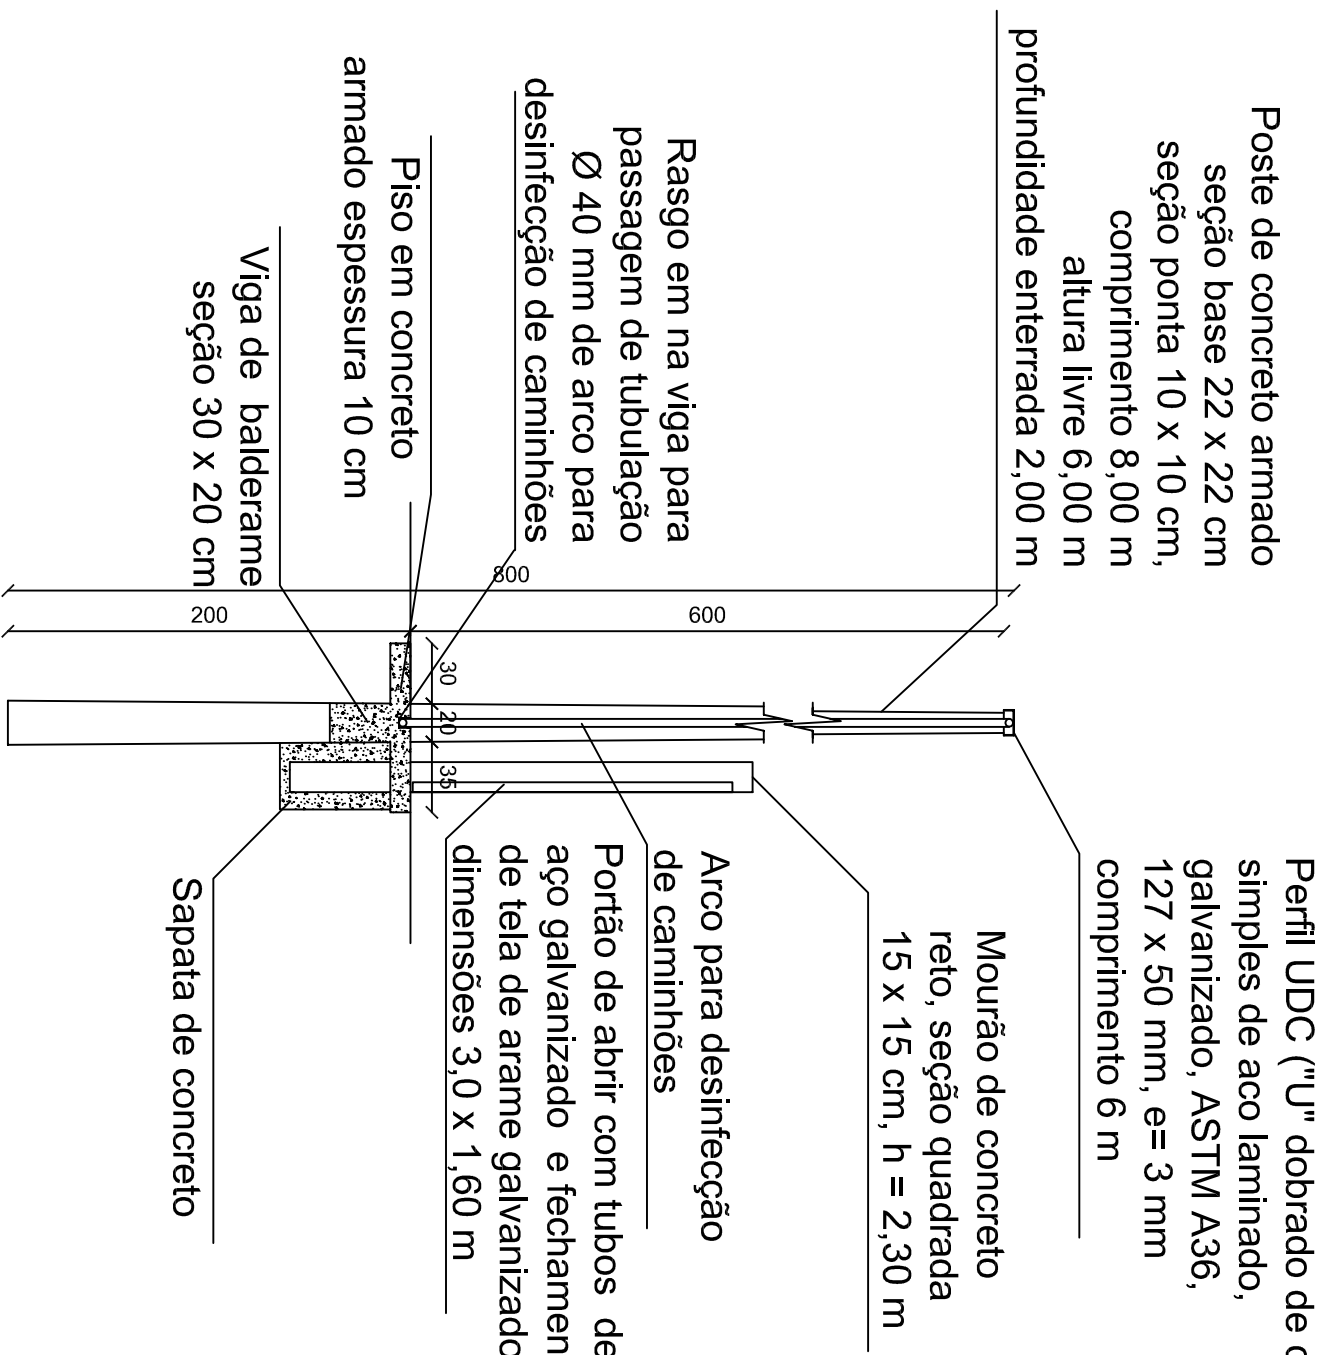 Poste de concreto armado
seção base 22 x 22 cm
seção ponta 10 x 10 cm,
comprimento 8,00 m
altura livre 6,00 m
profundidade enterrada 2,00 m
Rasgo em na viga para
passagem de tubulação
Ø 40 mm de arco para
desinfecção de caminhões
Piso em concreto
armado espessura 10 cm
Viga de balderame
seção 30 x 20 cm
800
600
200
30
20
35
Perfil UDC ("U" dobrado de
simples de aco laminado,
galvanizado, ASTM A36,
127 x 50 mm, e= 3 mm
comprimento 6 m
Mourão de concreto
reto, seção quadrada
15 x 15 cm, h = 2,30 m
Arco para desinfecção
de caminhões
Portão de abrir com tubos de
aço galvanizado e fechamen
de tela de arame galvanizado
dimensões 3,0 x 1,60 m
Sapata de concreto